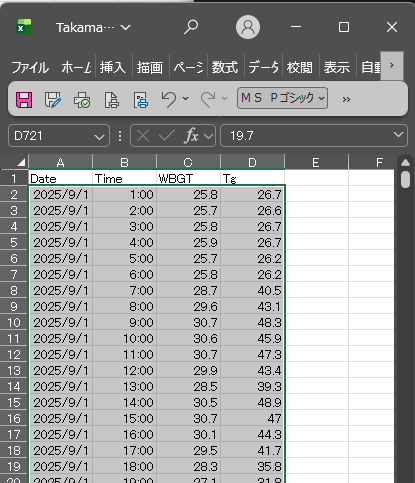 Takama...
ファイル ホーム 挿入 描画 ページ 数式 データ 校閲 表示 自動
ＭＳ Ｐゴシック
D721 fx 19.7
A B C D E F
1 Date Time WBGT Tg
2 2025/9/1 1:00 25.8 26.7
3 2025/9/1 2:00 25.7 26.6
4 2025/9/1 3:00 25.8 26.7
5 2025/9/1 4:00 25.9 26.7
6 2025/9/1 5:00 25.7 26.2
7 2025/9/1 6:00 25.8 26.2
8 2025/9/1 7:00 28.7 40.5
9 2025/9/1 8:00 29.6 43.1
10 2025/9/1 9:00 30.7 48.3
11 2025/9/1 10:00 30.6 45.9
12 2025/9/1 11:00 30.7 47.3
13 2025/9/1 12:00 29.9 43.4
14 2025/9/1 13:00 28.5 39.3
15 2025/9/1 14:00 30.5 48.9
16 2025/9/1 15:00 30.7 47
17 2025/9/1 16:00 30.1 44.3
18 2025/9/1 17:00 29.5 41.7
19 2025/9/1 18:00 28.3 35.8
20 2025/9/1 19:00 27.1 31.8